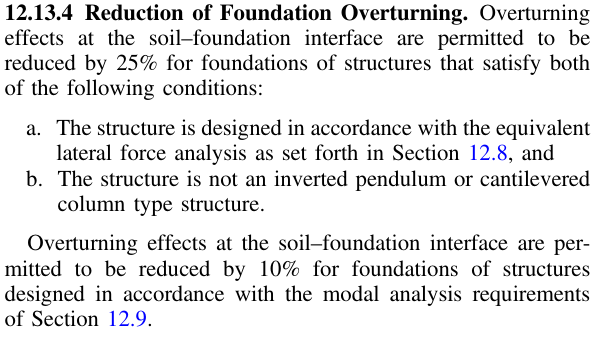 12.13.4 Reduction of Foundation Overturning. Overturning
effects at the soil–foundation interface are permitted to be
reduced by 25% for foundations of structures that satisfy both
of the following conditions:
a. The structure is designed in accordance with the equivalent
lateral force analysis as set forth in Section 12.8, and
b. The structure is not an inverted pendulum or cantilevered
column type structure.
Overturning effects at the soil–foundation interface are per-
mitted to be reduced by 10% for foundations of structures
designed in accordance with the modal analysis requirements
of Section 12.9.